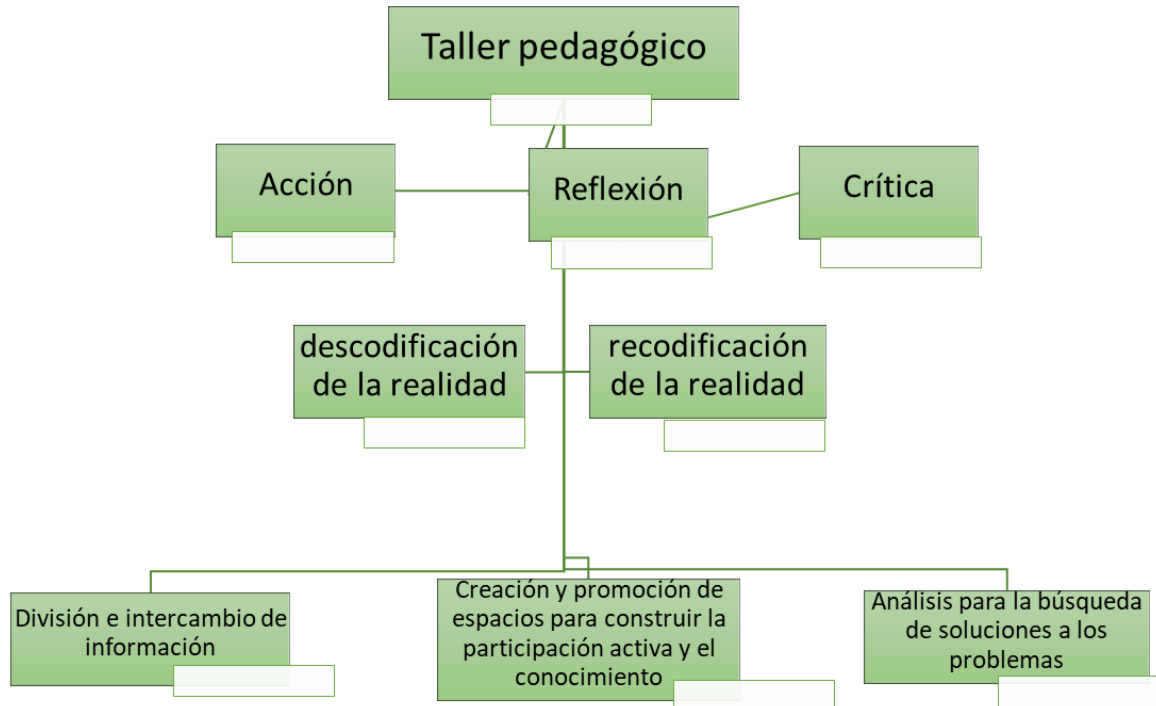 Taller pedagógico
Acción
Reflexión
Crítica
descodificación
de la realidad
recodificación
de la realidad
División e intercambio de
información
Creación y promoción de
espacios para construir la
participación activa y el
conocimiento
Análisis para la búsqueda
de soluciones a los
problemas